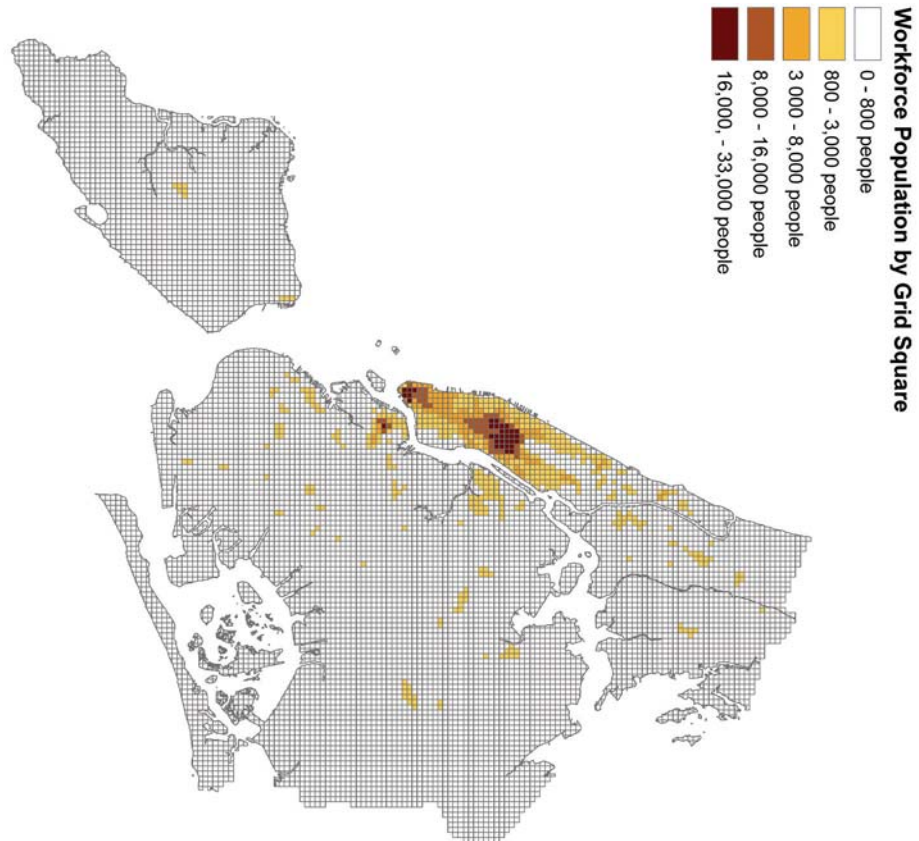 Workforce Population by Grid Square
0 - 800 people
800 - 3,000 people
3 000 - 8,000 people
8,000 - 16,000 people
16,000, - 33,000 people